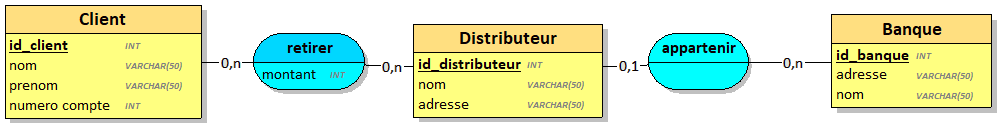 Client
id_client INT
nom VARCHAR(50)
prenom VARCHAR(50)
numero compte INT
0,n
retirer
montant INT
0,n
Distributeur
id_distributeur INT
nom VARCHAR(50)
adresse VARCHAR(50)
0,1
appartenir
0,n
Banque
id_banque INT
adresse VARCHAR(50)
nom VARCHAR(50)